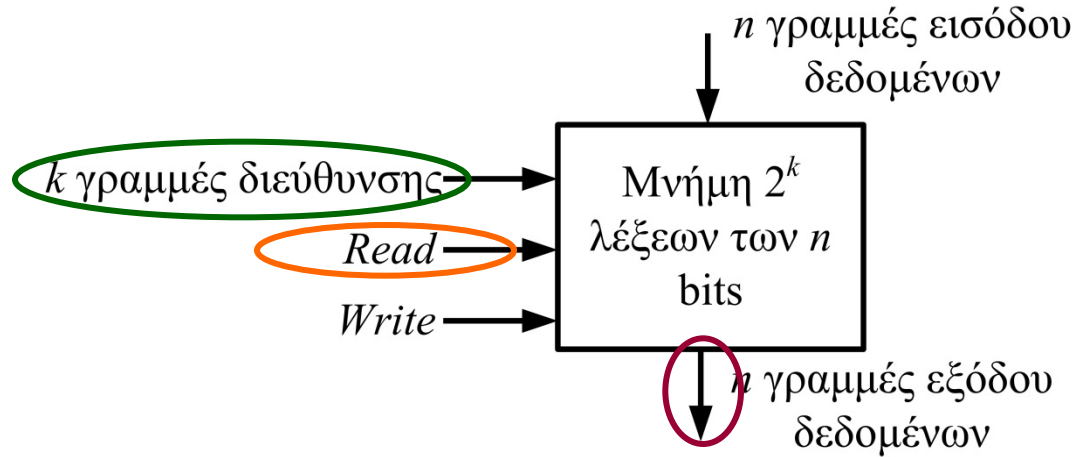 n γραμμές εισόδου
δεδομένων
k γραμμές διεύθυνσης
Read
Write
Μνήμη 2^k
λέξεων των n
bits
n γραμμές εξόδου
δεδομένων